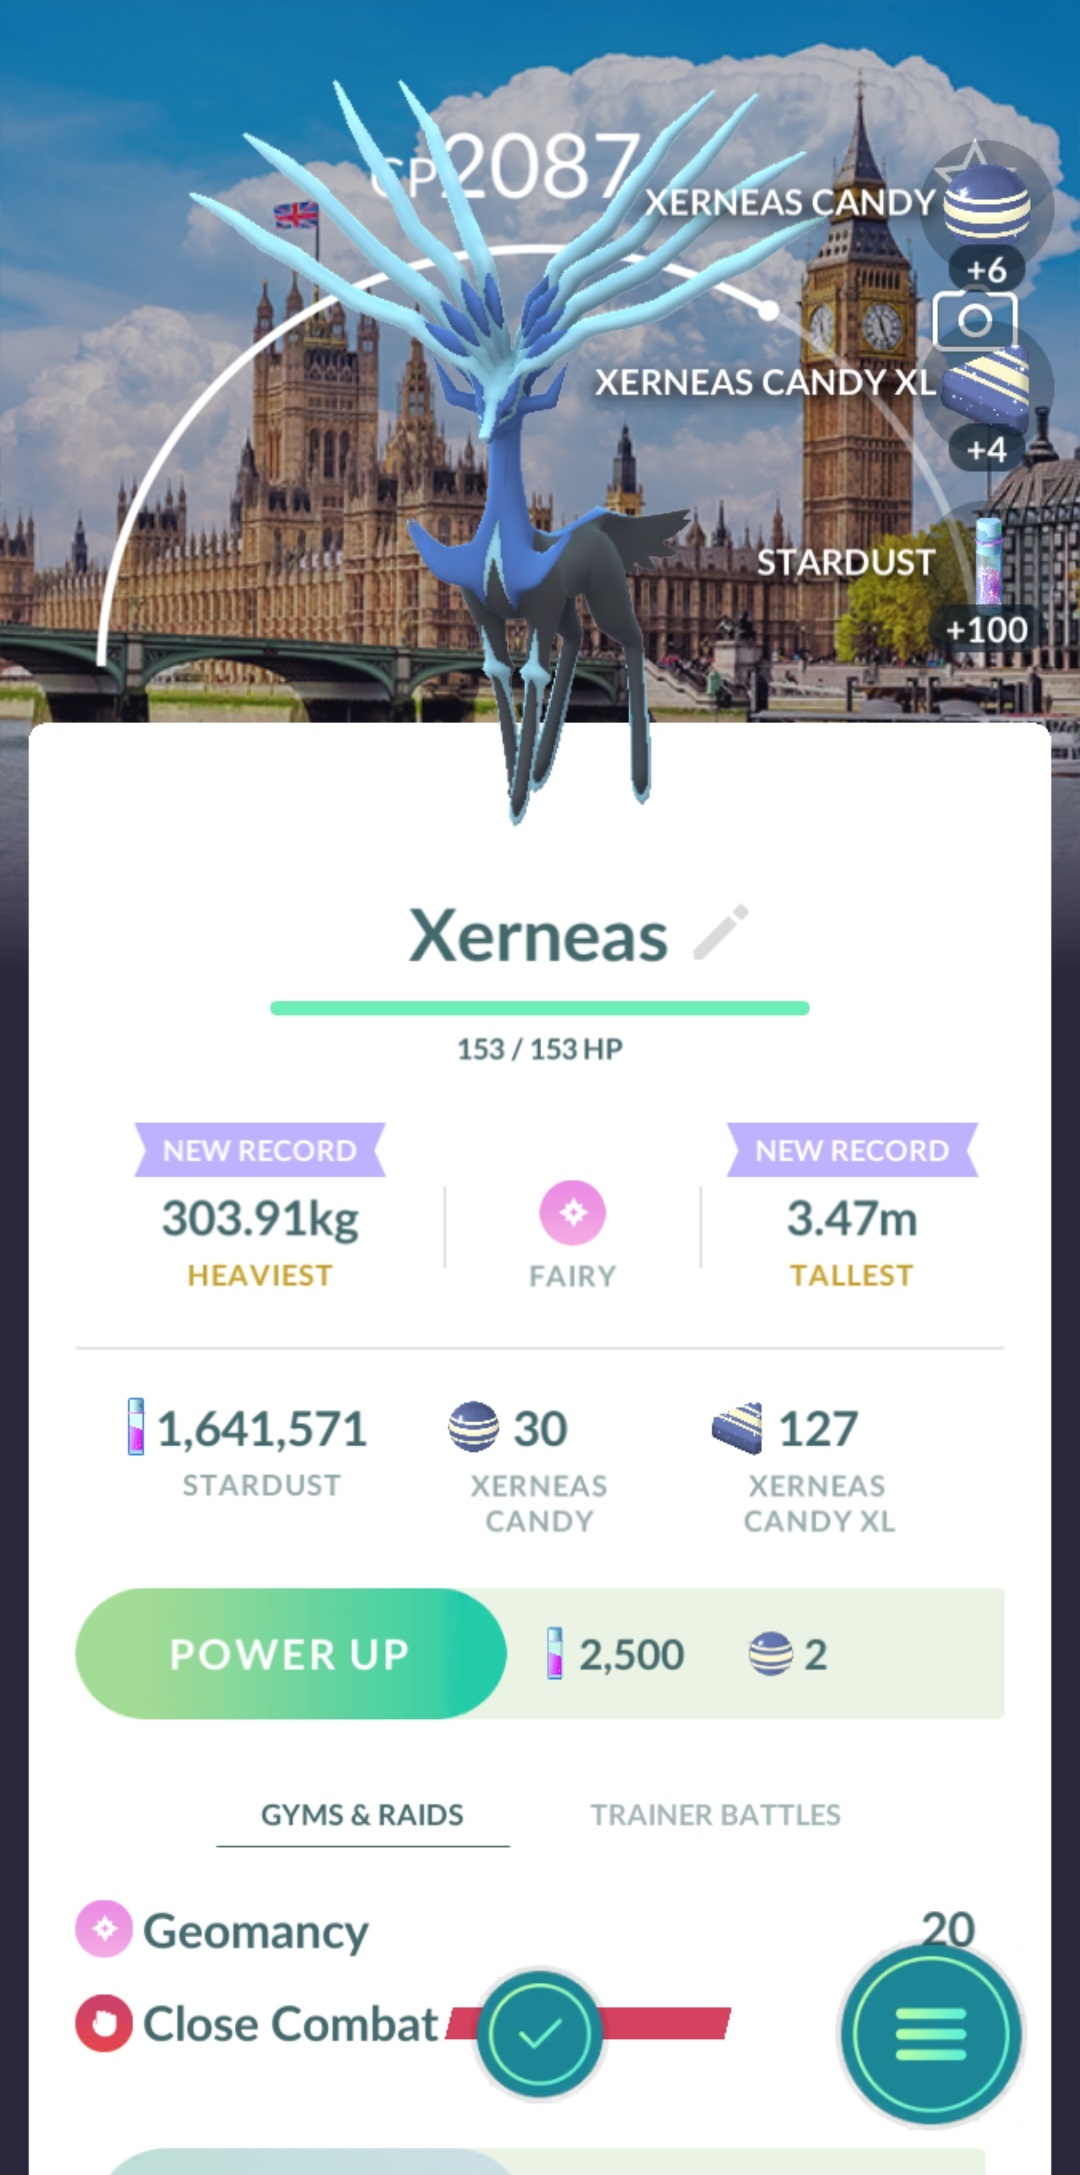 CP2087
XERNEAS CANDY
+6
XERNEAS CANDY XL
+4
STARDUST
+100
Xerneas
153 / 153 HP
NEW RECORD
303.91kg
HEAVIEST
FAIRY
NEW RECORD
3.47m
TALLEST
1,641,571
STARDUST
30
XERNEAS
CANDY
127
XERNEAS
CANDY XL
POWER UP 2,500 2
GYMS & RAIDS TRAINER BATTLES
Geomancy 20
Close Combat